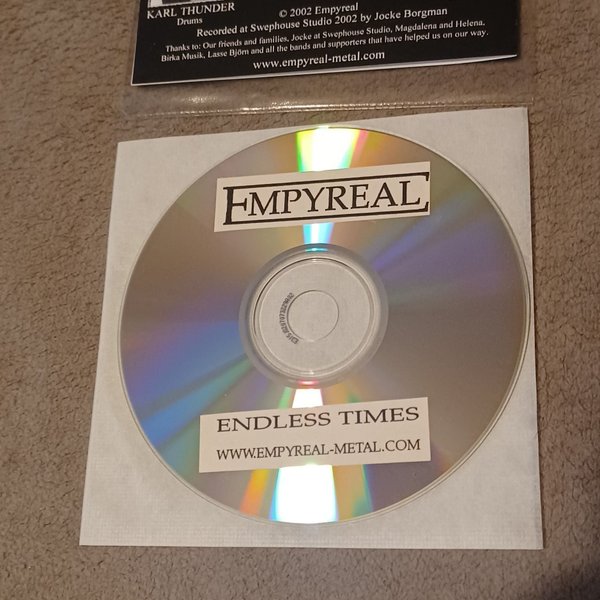 KARL THUNDER
Drums
© 2002 Empyreal
Recorded at Swephouse Studio 2002 by Jocke Borgman
Thanks to: Our friends and families, Jocke at Swephouse Studio, Magdalena and Helena,
Birka Musik, Lasse Björn and all the bands and supporters that have helped us on our way.
www.empyreal-metal.com
EMPYREAL
ENDLESS TIMES
WWW.EMPYREAL-METAL.COM